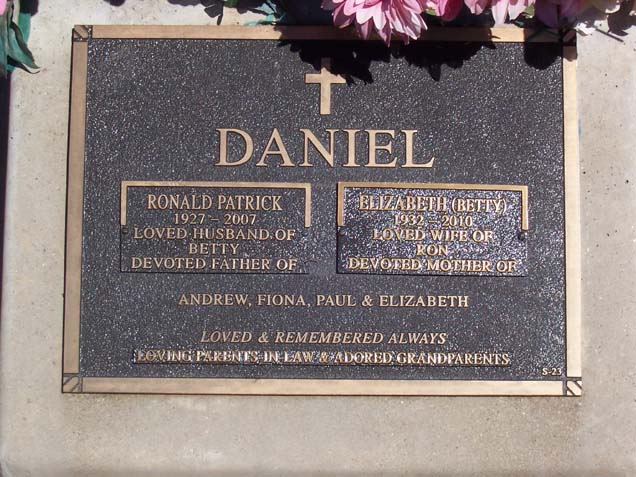 DANIEL
RONALD PATRICK
1927 - 2007
LOVED HUSBAND OF
BETTY
DEVOTED FATHER OF
ELIZABETH (BETTY)
1932 - 2010
LOVED WIFE OF
RON
DEVOTED MOTHER OF
ANDREW, FIONA, PAUL & ELIZABETH
LOVED & REMEMBERED ALWAYS
LOVING PARENTS IN LAW & ADORED GRANDPARENTS
S-23